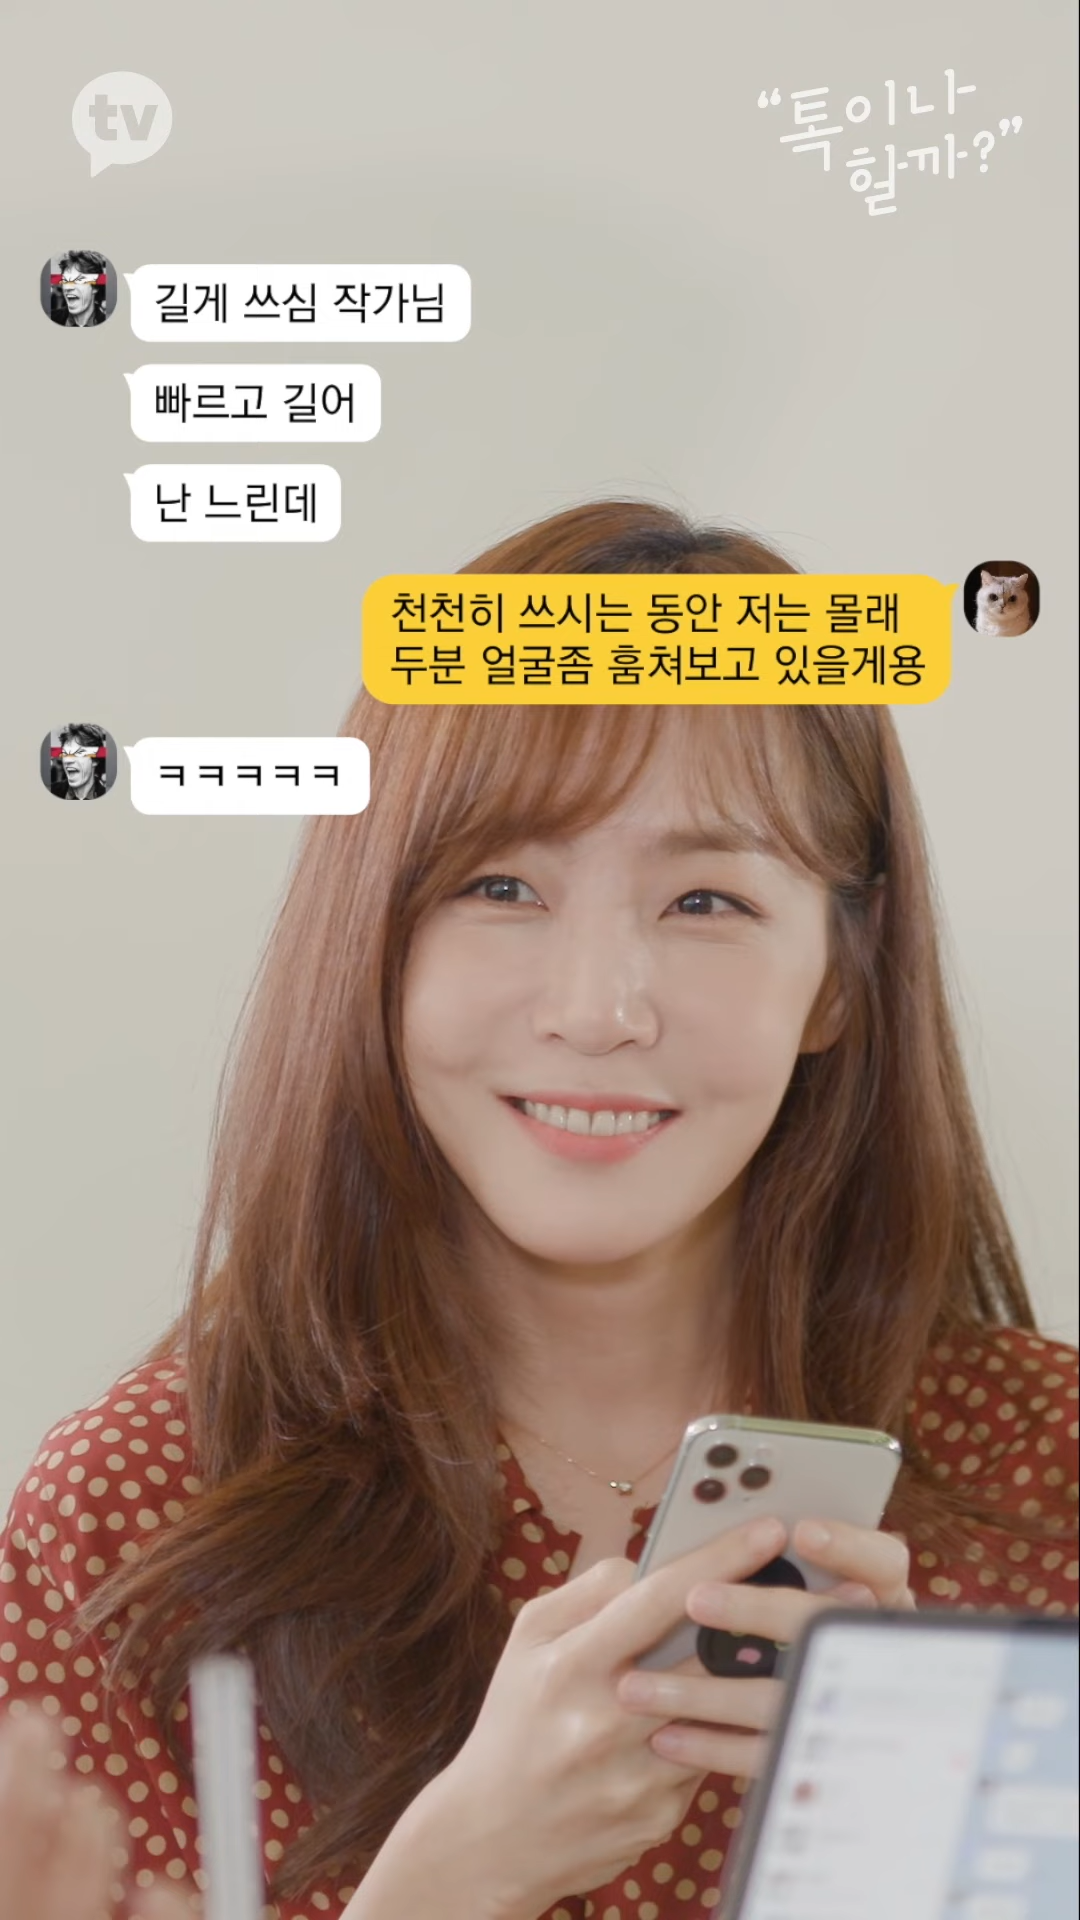 tv
“톡이나
할까?”
길게 쓰심 작가님
빠르고 길어
난 느린데
천천히 쓰시는 동안 저는 몰래
두분 얼굴좀 훔쳐보고 있을게용
ㅋㅋㅋㅋㅋ